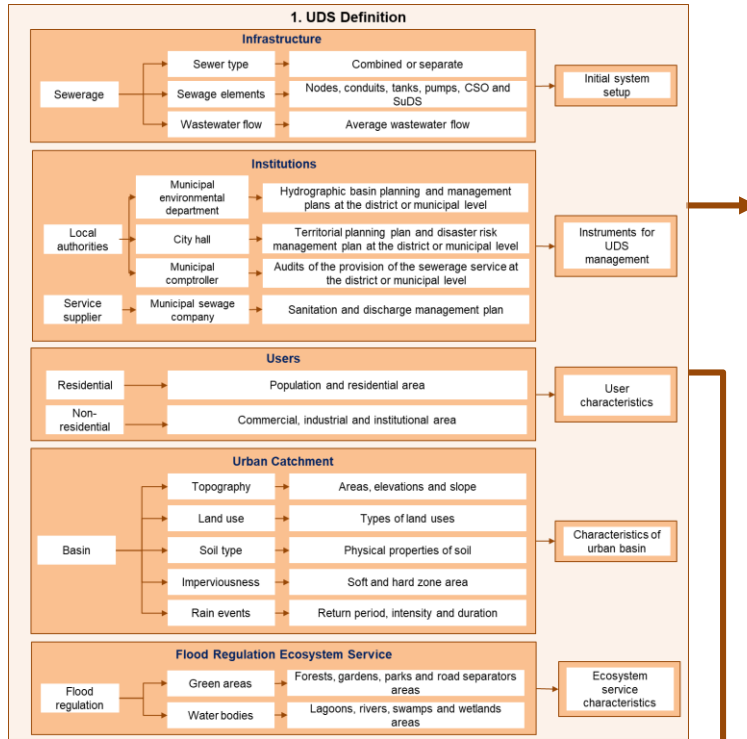 1. UDS Definition
Infrastructure
Sewerage
Sewer type
Combined or separate
Sewage elements
Nodes, conduits, tanks, pumps, CSO and
SuDS
Wastewater flow
Average wastewater flow
Initial system
setup
Institutions
Local
authorities
Municipal
environmental
department
Hydrographic basin planning and management
plans at the district or municipal level
City hall
Territorial planning plan and disaster risk
management plan at the district or municipal level
Municipal
comptroller
Audits of the provision of the sewerage service at
the district or municipal level
Service
supplier
Municipal sewage
company
Sanitation and discharge management plan
Instruments for
UDS
management
Users
Residential
Population and residential area
Non-
residential
Commercial, industrial and institutional area
User
characteristics
Urban Catchment
Basin
Topography
Areas, elevations and slope
Land use
Types of land uses
Soil type
Physical properties of soil
Imperviousness
Soft and hard zone area
Rain events
Return period, intensity and duration
Characteristics of
urban basin
Flood Regulation Ecosystem Service
Flood
regulation
Green areas
Forests, gardens, parks and road separators
areas
Water bodies
Lagoons, rivers, swamps and wetlands
areas
Ecosystem
service
characteristics